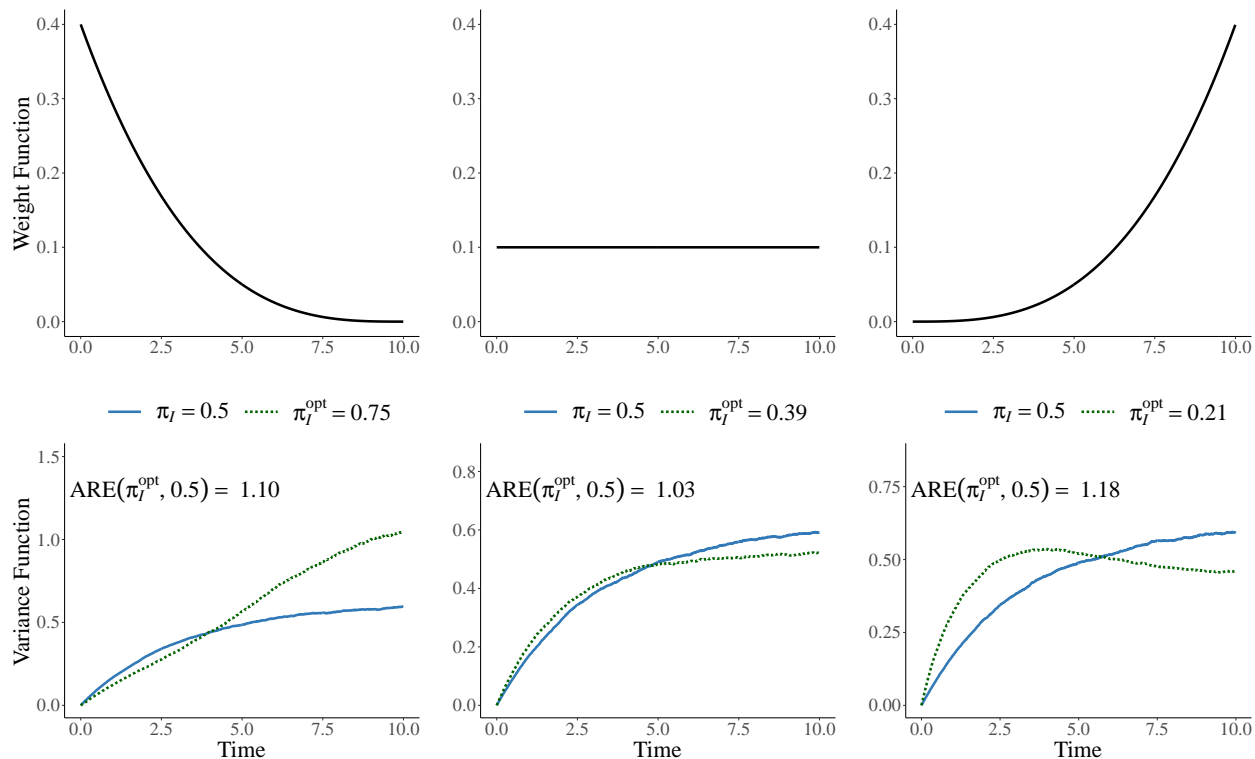 Weight Function
0.4
0.3
0.2
0.1
0.0
0.0 2.5 5.0 7.5 10.0
0.4
0.3
0.2
0.1
0.0
0.0 2.5 5.0 7.5 10.0
0.4
0.3
0.2
0.1
0.0
0.0 2.5 5.0 7.5 10.0
π_I = 0.5 π_I^opt = 0.75
π_I = 0.5 π_I^opt = 0.39
π_I = 0.5 π_I^opt = 0.21
Variance Function
1.5
ARE(π_I^opt, 0.5) = 1.10
1.0
0.5
0.0
0.0 2.5 5.0 7.5 10.0
Time
0.8
ARE(π_I^opt, 0.5) = 1.03
0.6
0.4
0.2
0.0
0.0 2.5 5.0 7.5 10.0
Time
0.75
ARE(π_I^opt, 0.5) = 1.18
0.50
0.25
0.00
0.0 2.5 5.0 7.5 10.0
Time